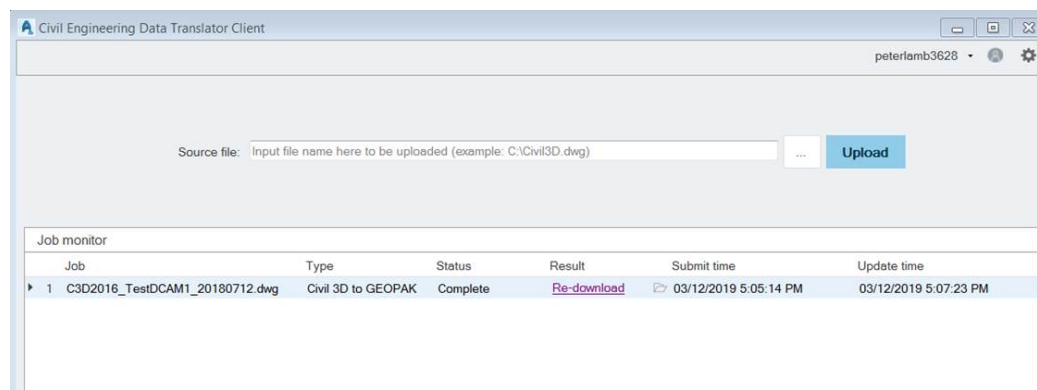 Civil Engineering Data Translator Client
peterlamb3628
Source file: Input file name here to be uploaded (example: C:\Civil3D.dwg) ... Upload
Job monitor
Job Type Status Result Submit time Update time
1 C3D2016_TestDCAM1_20180712.dwg Civil 3D to GEOPAK Complete Re-download 03/12/2019 5:05:14 PM 03/12/2019 5:07:23 PM